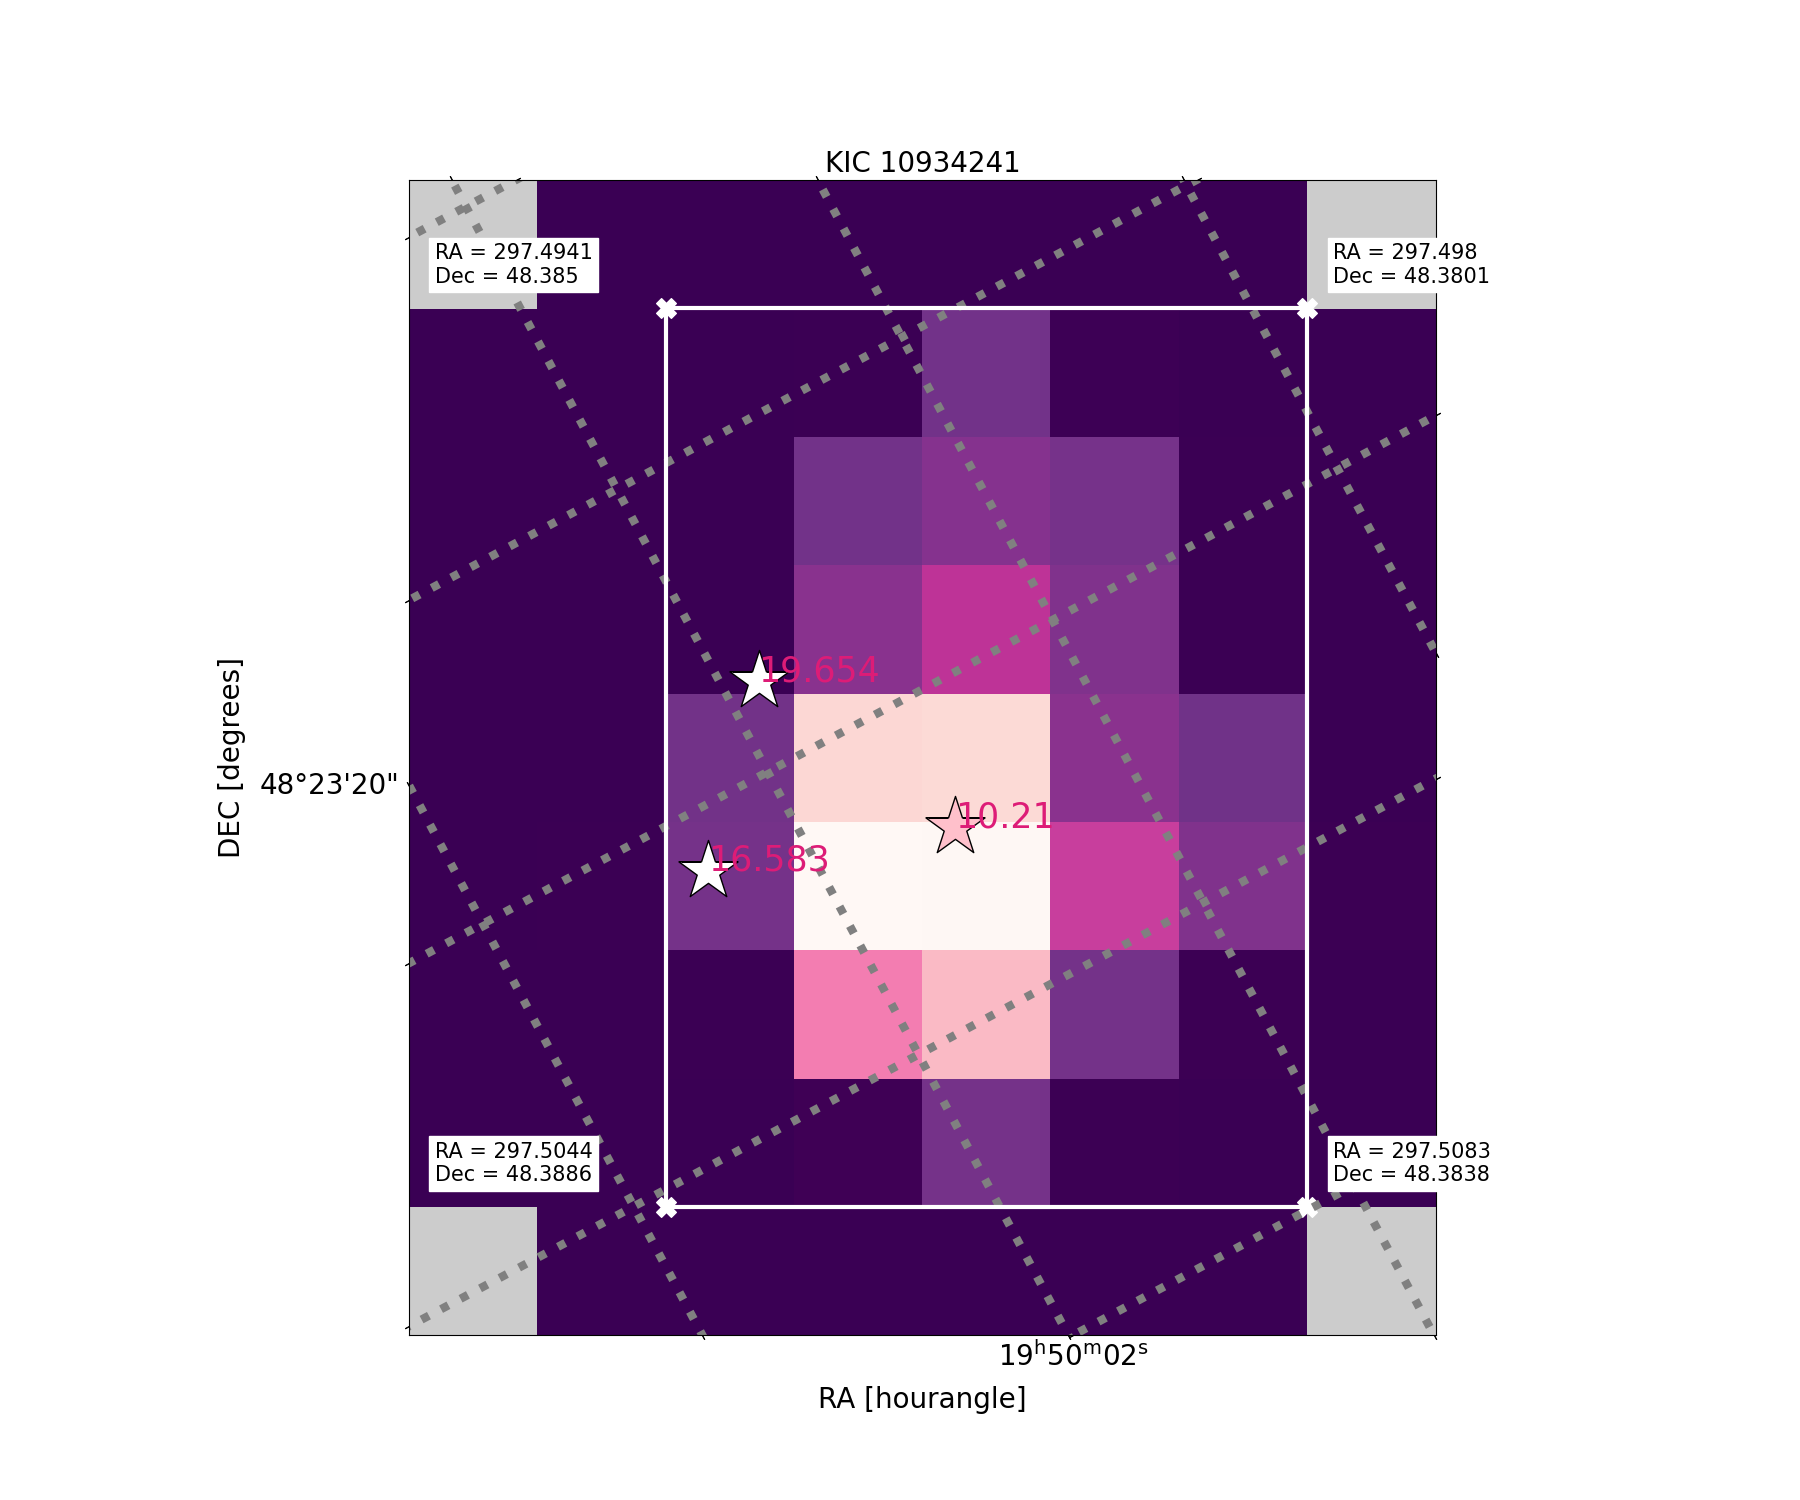 KIC 10934241
RA = 297.4941
Dec = 48.385
RA = 297.498
Dec = 48.3801
19.654
10.21
16.583
DEC [degrees]
48°23'20"
RA = 297.5044
Dec = 48.3886
RA = 297.5083
Dec = 48.3838
19ʰ50ᵐ02ˢ
RA [hourangle]